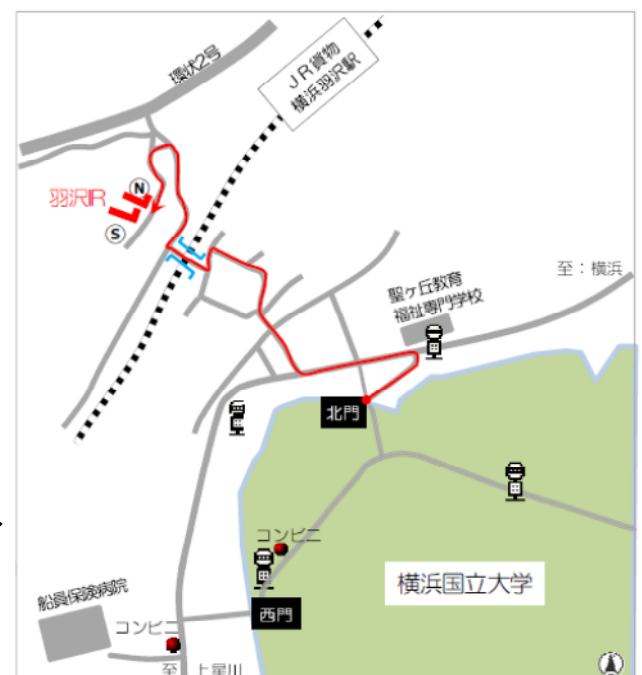 環状2号
JR貨物
横浜羽沢駅
羽沢IR
N
S
至：横浜
聖ヶ丘教育
福祉専門学校
北門
コンビニ
横浜国立大学
船員保険病院
西門
コンビニ
至 上星川